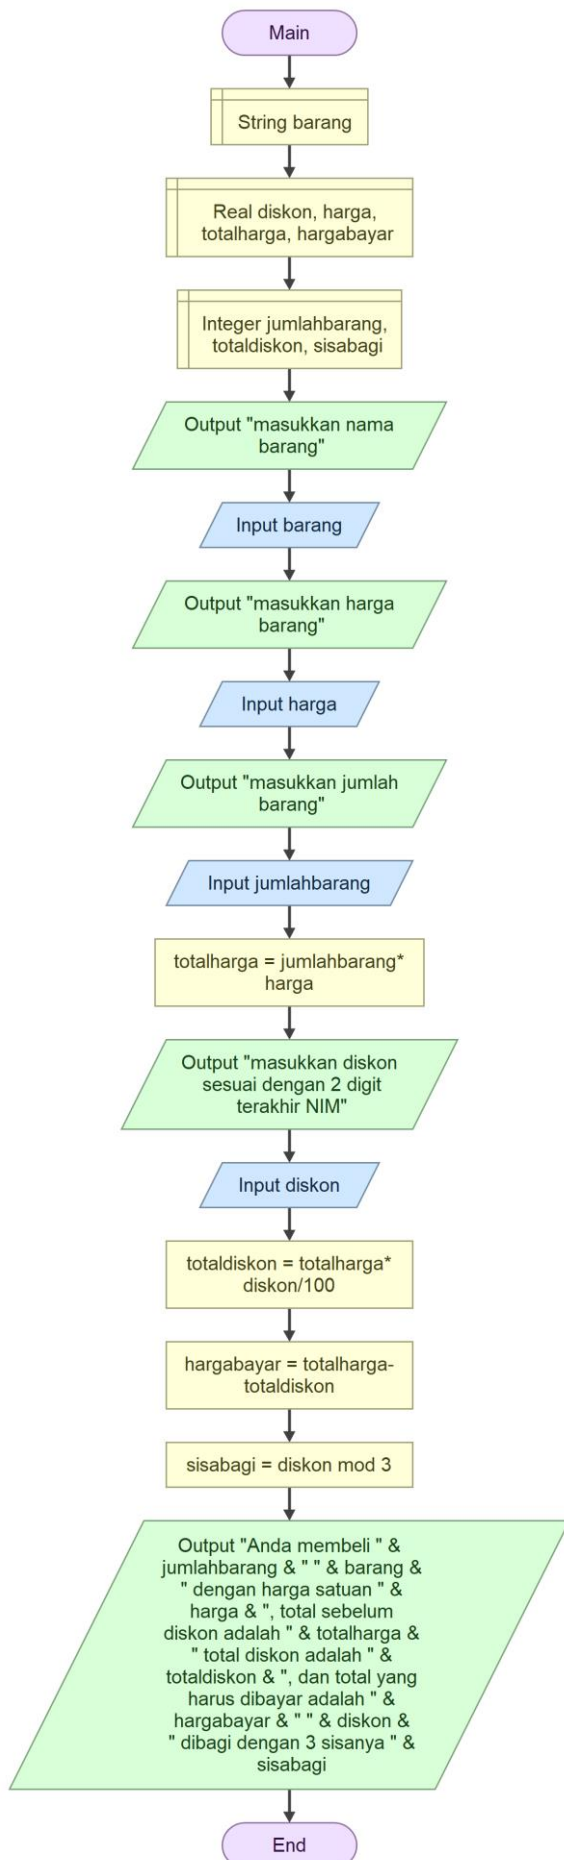 Main
String barang
Real diskon, harga,
totalharga, hargabayar
Integer jumlahbarang,
totaldiskon, sisabagi
Output "masukkan nama
barang"
Input barang
Output "masukkan harga
barang"
Input harga
Output "masukkan jumlah
barang"
Input jumlahbarang
totalharga = jumlahbarang*
harga
Output "masukkan diskon
sesuai dengan 2 digit
terakhir NIM"
Input diskon
totaldiskon = totalharga*
diskon/100
hargabayar = totalharga-
totaldiskon
sisabagi = diskon mod 3
Output "Anda membeli " &
jumlahbarang & " " & barang &
" dengan harga satuan " &
harga & ", total sebelum
diskon adalah " & totalharga &
" total diskon adalah " &
totaldiskon & ", dan total yang
harus dibayar adalah " &
hargabayar & " " & diskon &
" dibagi dengan 3 sisanya " &
sisabagi
End